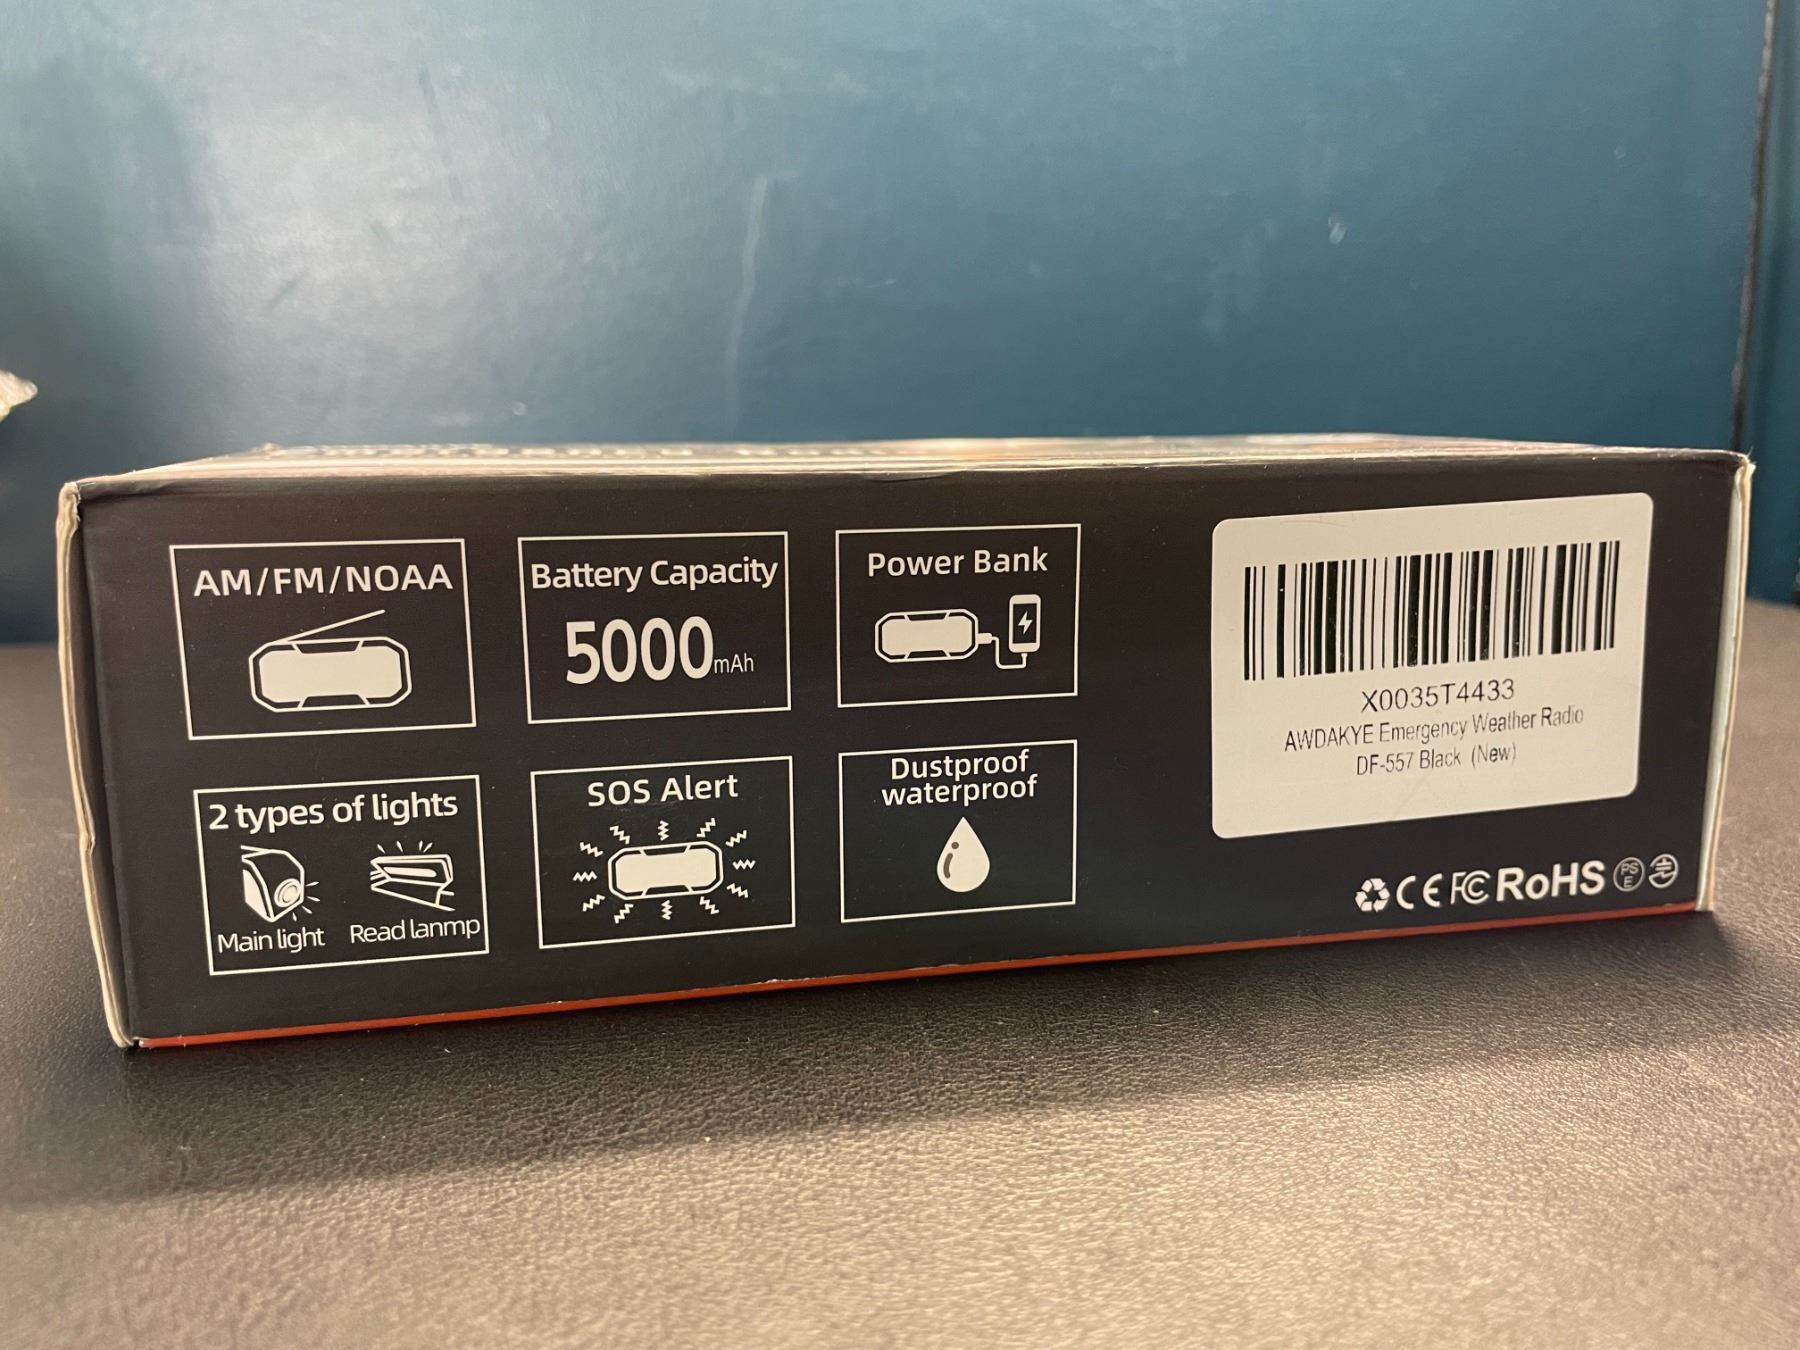 AM/FM/NOAA
Battery Capacity
5000mAh
Power Bank
2 types of lights
Main light
Read lanmp
SOS Alert
Dustproof
waterproof
X0035T4433
AWDAKYE Emergency Weather Radio
DF-557 Black (New)
CE FC RoHS PS
E